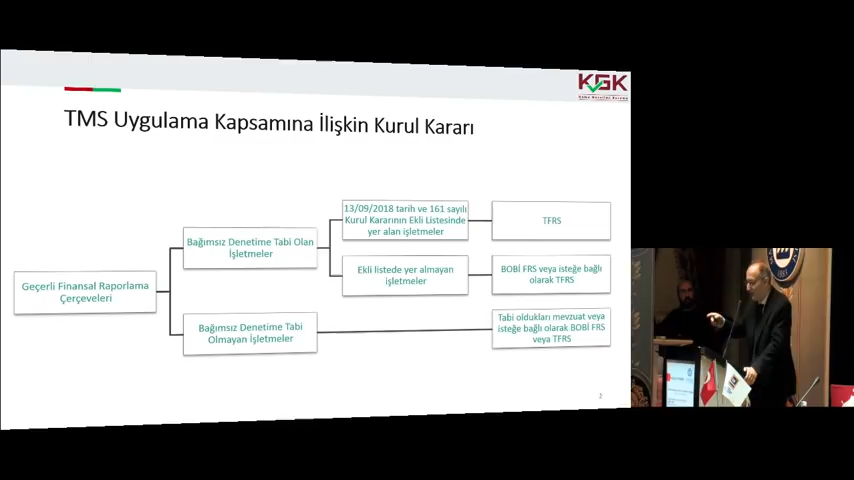 KGK
TMS Uygulama Kapsamına İlişkin Kurul Kararı
Geçerli Finansal Raporlama
Çerçeveleri
Bağımsız Denetime Tabi Olan
İşletmeler
13/09/2018 tarih ve 161 sayılı
Kurul Kararının Ekli Listesinde
yer alan işletmeler
TFRS
Ekli listede yer almayan
işletmeler
BOBİ FRS veya isteğe bağlı
olarak TFRS
Bağımsız Denetime Tabi
Olmayan İşletmeler
Tabi oldukları mevzuat veya
isteğe bağlı olarak BOBİ FRS
veya TFRS